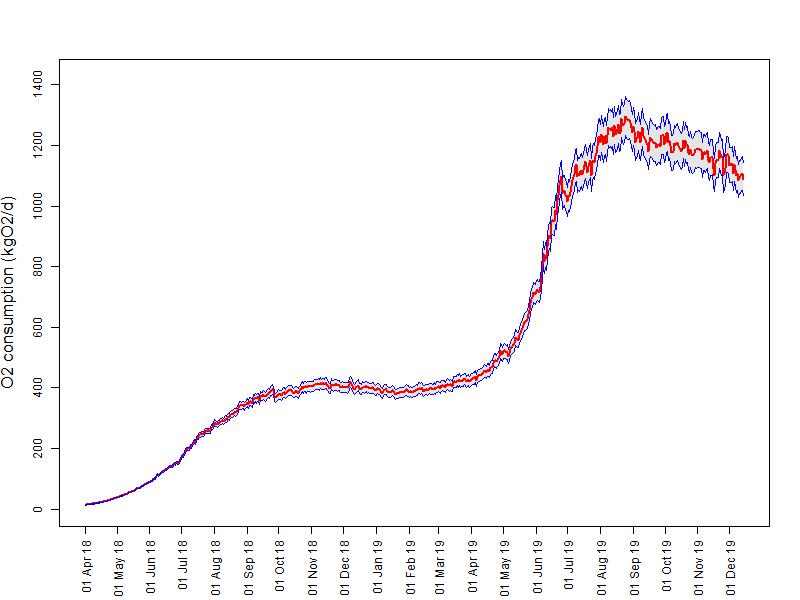 O2 consumption (kgO2/d)
1400
1200
1000
800
600
400
200
0
01 Apr 18
01 May 18
01 Jun 18
01 Jul 18
01 Aug 18
01 Sep 18
01 Oct 18
01 Nov 18
01 Dec 18
01 Jan 19
01 Feb 19
01 Mar 19
01 Apr 19
01 May 19
01 Jun 19
01 Jul 19
01 Aug 19
01 Sep 19
01 Oct 19
01 Nov 19
01 Dec 19